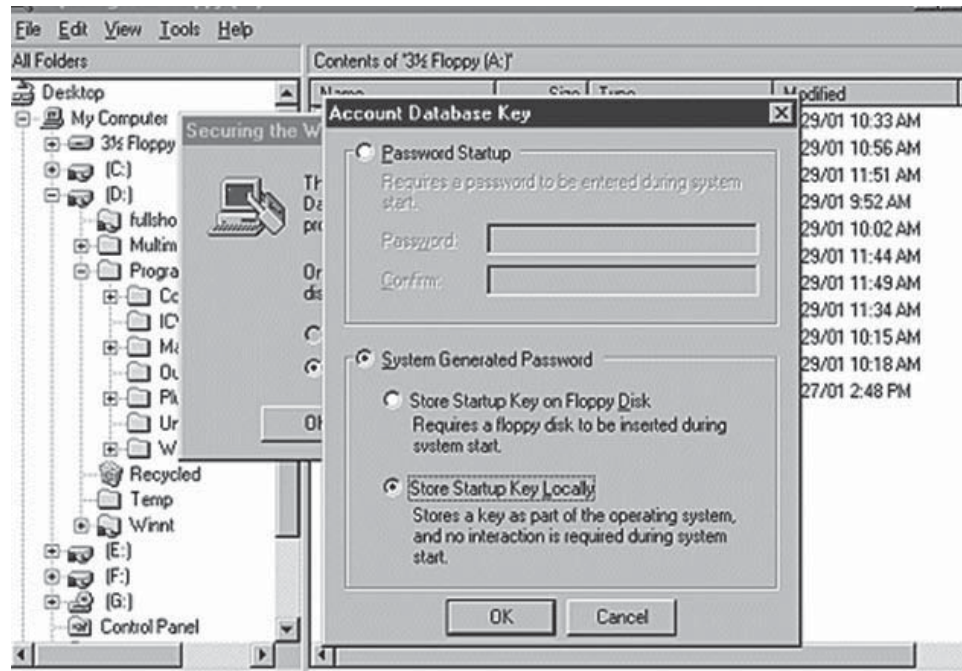 File Edit View Tools Help
All Folders
Contents of "3½ Floppy (A:)"
Desktop
My Computer
3½ Floppy
(C:)
(D:)
fullsho
Multim
Progra
Cc
Ma
Ou
Ur
W
Recycled
Temp
Winnt
(E:)
(F:)
(G:)
Control Panel
Name Size Type Modified
29/01 10:33 AM
29/01 10:56 AM
29/01 11:51 AM
29/01 9:52 AM
29/01 10:02 AM
29/01 11:44 AM
29/01 11:49 AM
29/01 11:34 AM
29/01 10:15 AM
29/01 10:18 AM
27/01 2:48 PM
Securing the W
Th
Da
pro
Or
dis
Account Database Key
Password Startup
Requires a password to be entered during system
start.
Password:
Confirm:
System Generated Password
Store Startup Key on Floppy Disk
Requires a floppy disk to be inserted during
system start.
Store Startup Key Locally
Stores a key as part of the operating system,
and no interaction is required during system
start.
OK Cancel